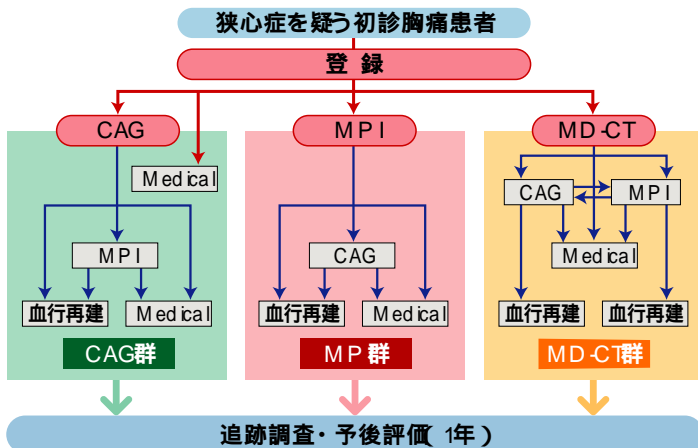 狭心症を疑う初診胸痛患者
登 録
CAG
MPI
MD-CT
Medical
CAG
MPI
MPI
CAG
Medical
血行再建
Medical
血行再建
Medical
血行再建
血行再建
CAG群
MP 群
MD-CT群
追跡調査・予後評価( 1年 )